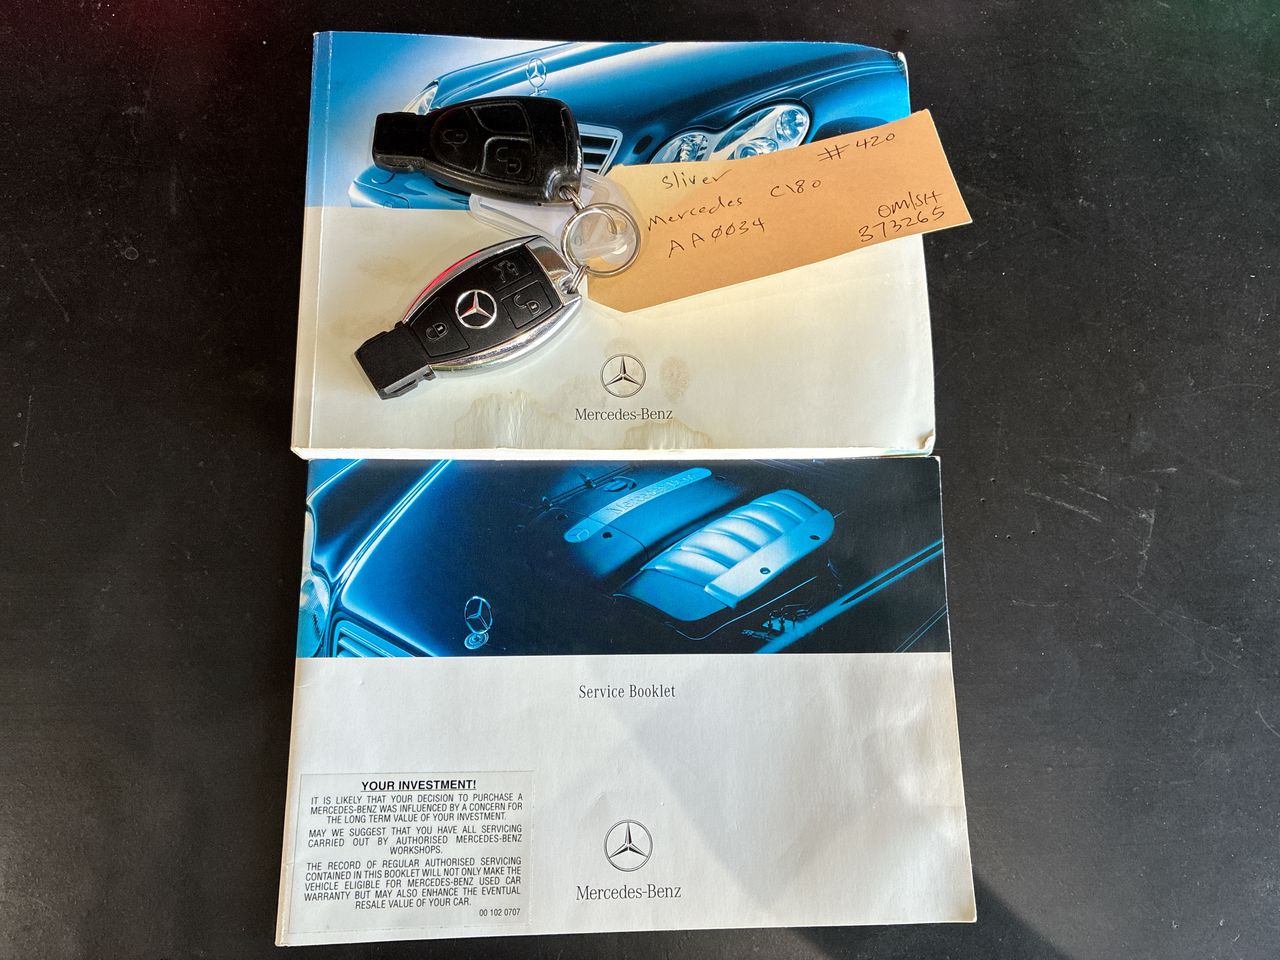 # 420
Sliver
Mercedes C180
AA0034
OM/SH
373265
Mercedes-Benz
Mercedes-Benz
Service Booklet
YOUR INVESTMENT!
IT IS LIKELY THAT YOUR DECISION TO PURCHASE A
MERCEDES-BENZ WAS INFLUENCED BY A CONCERN FOR
THE LONG TERM VALUE OF YOUR INVESTMENT.
MAY WE SUGGEST THAT YOU HAVE ALL SERVICING
CARRIED OUT BY AUTHORISED MERCEDES-BENZ
WORKSHOPS.
THE RECORD OF REGULAR AUTHORISED SERVICING
CONTAINED IN THIS BOOKLET WILL NOT ONLY MAKE THE
VEHICLE ELIGIBLE FOR MERCEDES-BENZ USED CAR
WARRANTY BUT MAY ALSO ENHANCE THE EVENTUAL
RESALE VALUE OF YOUR CAR.
00 102 0707
Mercedes-Benz